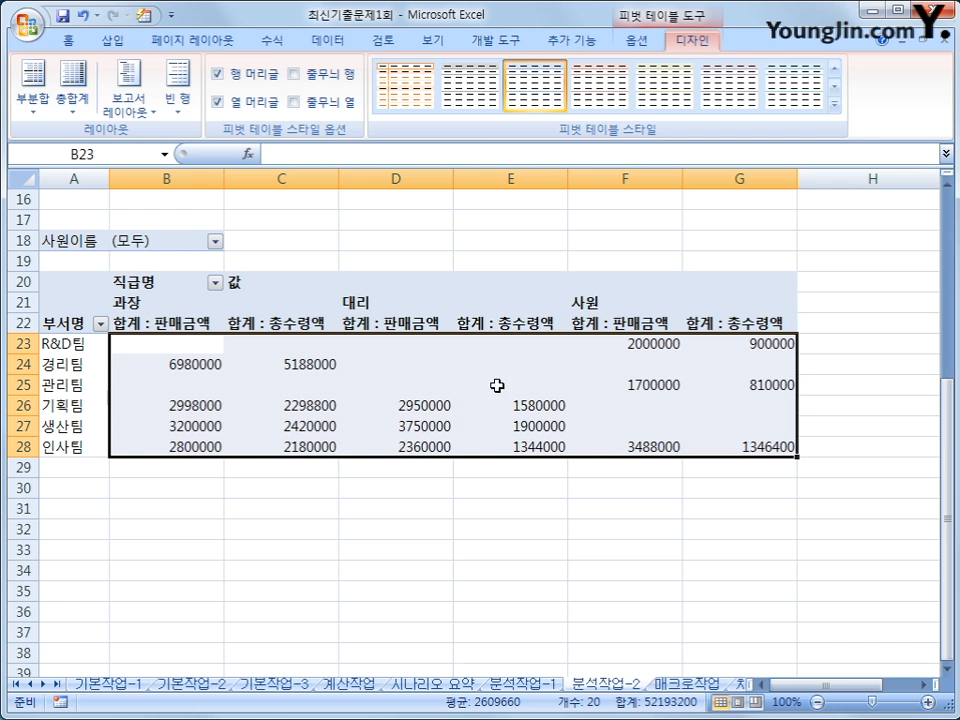 최신기출문제1회 - Microsoft Excel
피벗 테이블 도구
YoungJin.com Y.
홈 삽입 페이지 레이아웃 수식 데이터 검토 보기 개발 도구 추가 기능 옵션 디자인
부분합 총합계 보고서 레이아웃 빈 행
행 머리글 줄무늬 행
열 머리글 줄무늬 열
레이아웃 피벗 테이블 스타일 옵션 피벗 테이블 스타일
B23 fx
A B C D E F G H
16
17
18 사원이름 (모두)
19
20 직급명 값
21 과장 대리 사원
22 부서명 합계 : 판매금액 합계 : 총수령액 합계 : 판매금액 합계 : 총수령액 합계 : 판매금액 합계 : 총수령액
23 R&D팀 2000000 900000
24 경리팀 6980000 5188000
25 관리팀 1700000 810000
26 기획팀 2998000 2298800 2950000 1580000
27 생산팀 3200000 2420000 3750000 1900000
28 인사팀 2800000 2180000 2360000 1344000 3488000 1346400
29
30
31
32
33
34
35
36
37
38
39
기본작업-1 기본작업-2 기본작업-3 계산작업 시나리오 요약 분석작업-1 분석작업-2 매크로작업
준비 평균: 2609660 개수: 20 합계: 52193200 100%